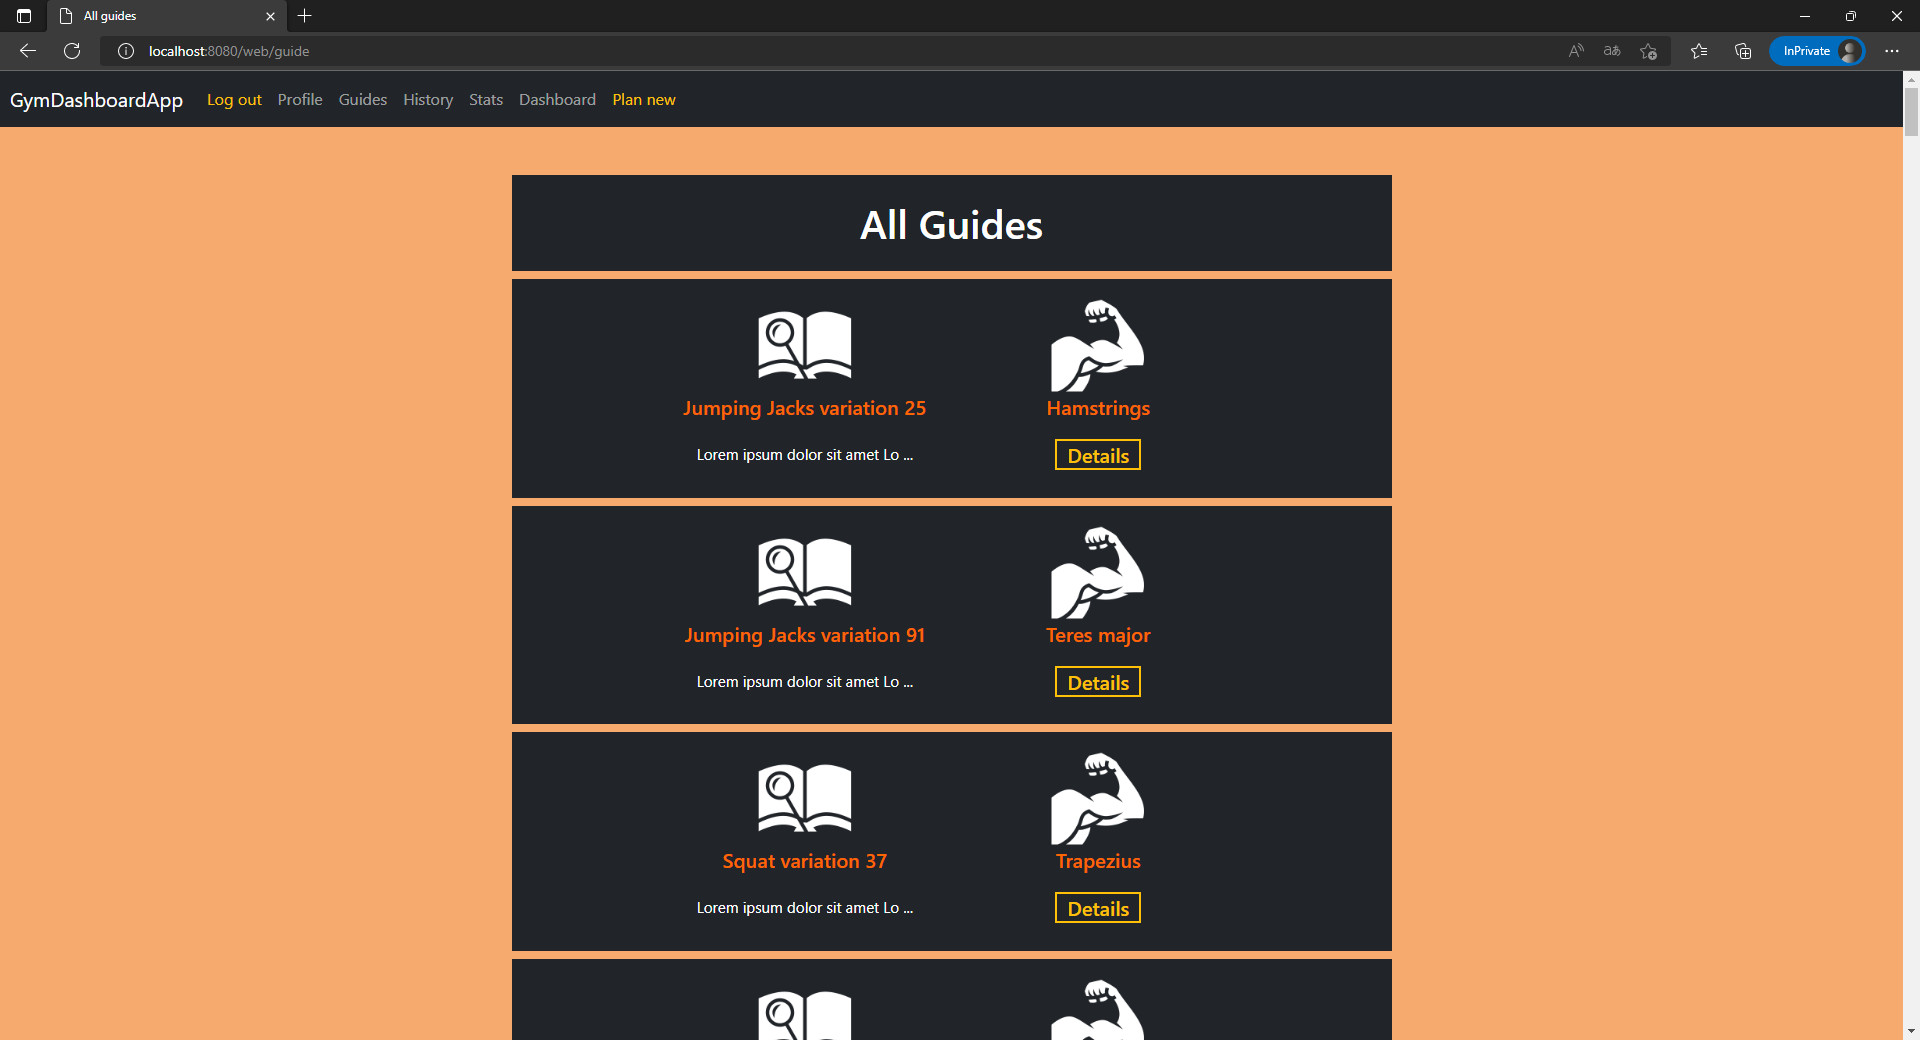 All guides
localhost:8080/web/guide
InPrivate
GymDashboardApp Log out Profile Guides History Stats Dashboard Plan new
All Guides
Jumping Jacks variation 25 Hamstrings
Lorem ipsum dolor sit amet Lo ... Details
Jumping Jacks variation 91 Teres major
Lorem ipsum dolor sit amet Lo ... Details
Squat variation 37 Trapezius
Lorem ipsum dolor sit amet Lo ... Details